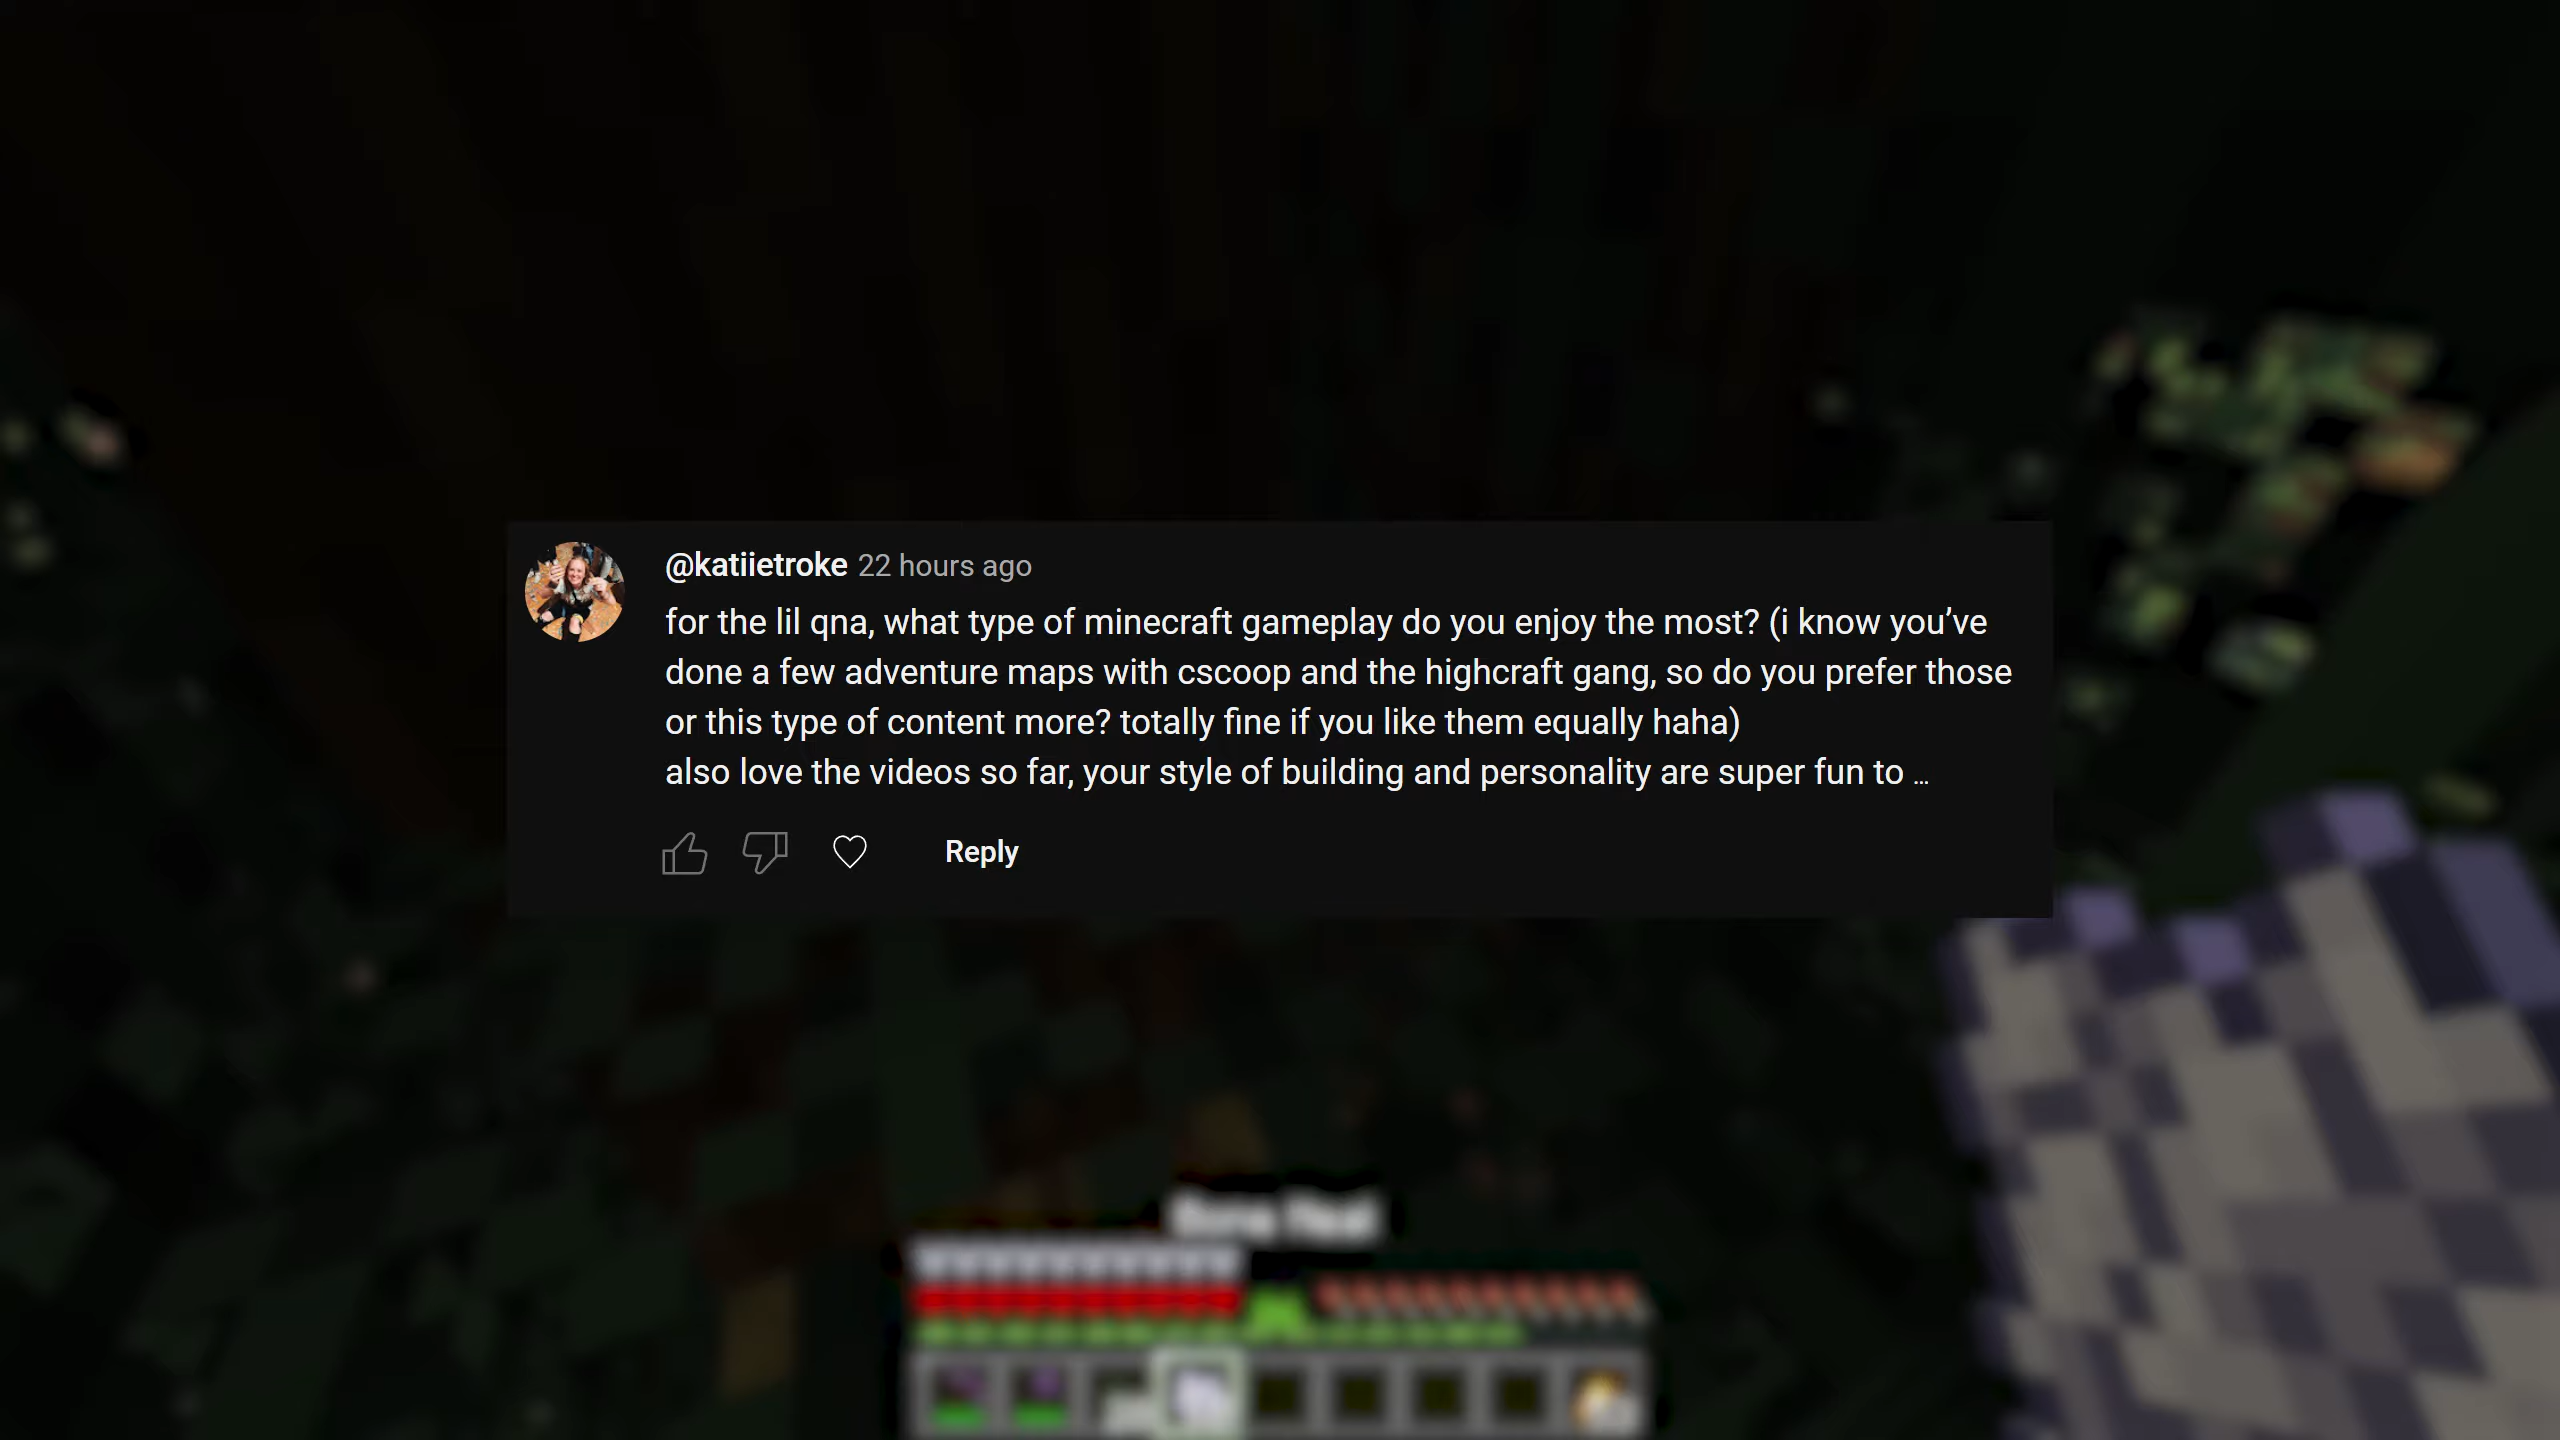 @katiietroke 22 hours ago
for the lil qna, what type of minecraft gameplay do you enjoy the most? (i know you’ve
done a few adventure maps with cscoop and the highcraft gang, so do you prefer those
or this type of content more? totally fine if you like them equally haha)
also love the videos so far, your style of building and personality are super fun to ...
Reply
Bone Meal